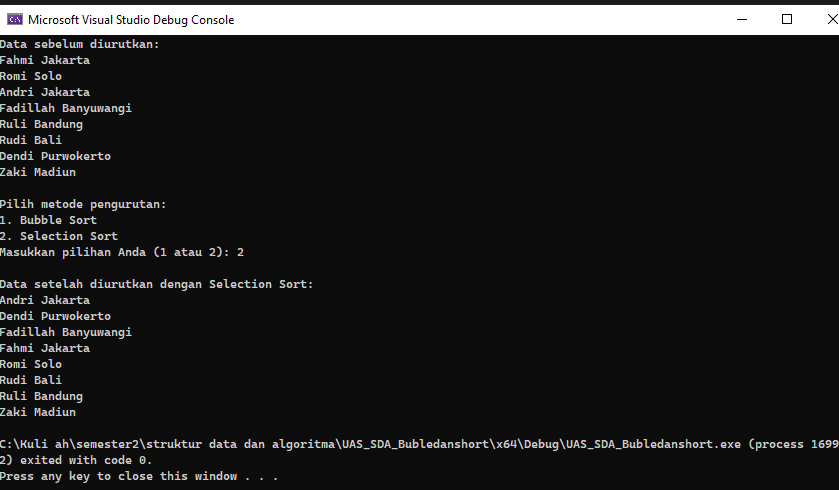 Microsoft Visual Studio Debug Console
Data sebelum diurutkan:
Fahmi Jakarta
Romi Solo
Andri Jakarta
Fadillah Banyuwangi
Ruli Bandung
Rudi Bali
Dendi Purwokerto
Zaki Madiun
Pilih metode pengurutan:
1. Bubble Sort
2. Selection Sort
Masukkan pilihan Anda (1 atau 2): 2
Data setelah diurutkan dengan Selection Sort:
Andri Jakarta
Dendi Purwokerto
Fadillah Banyuwangi
Fahmi Jakarta
Romi Solo
Rudi Bali
Ruli Bandung
Zaki Madiun
C:\Kuli ah\semester2\struktur data dan algoritma\UAS_SDA_Bubledanshort\x64\Debug\UAS_SDA_Bubledanshort.exe (process 1699
2) exited with code 0.
Press any key to close this window . . .